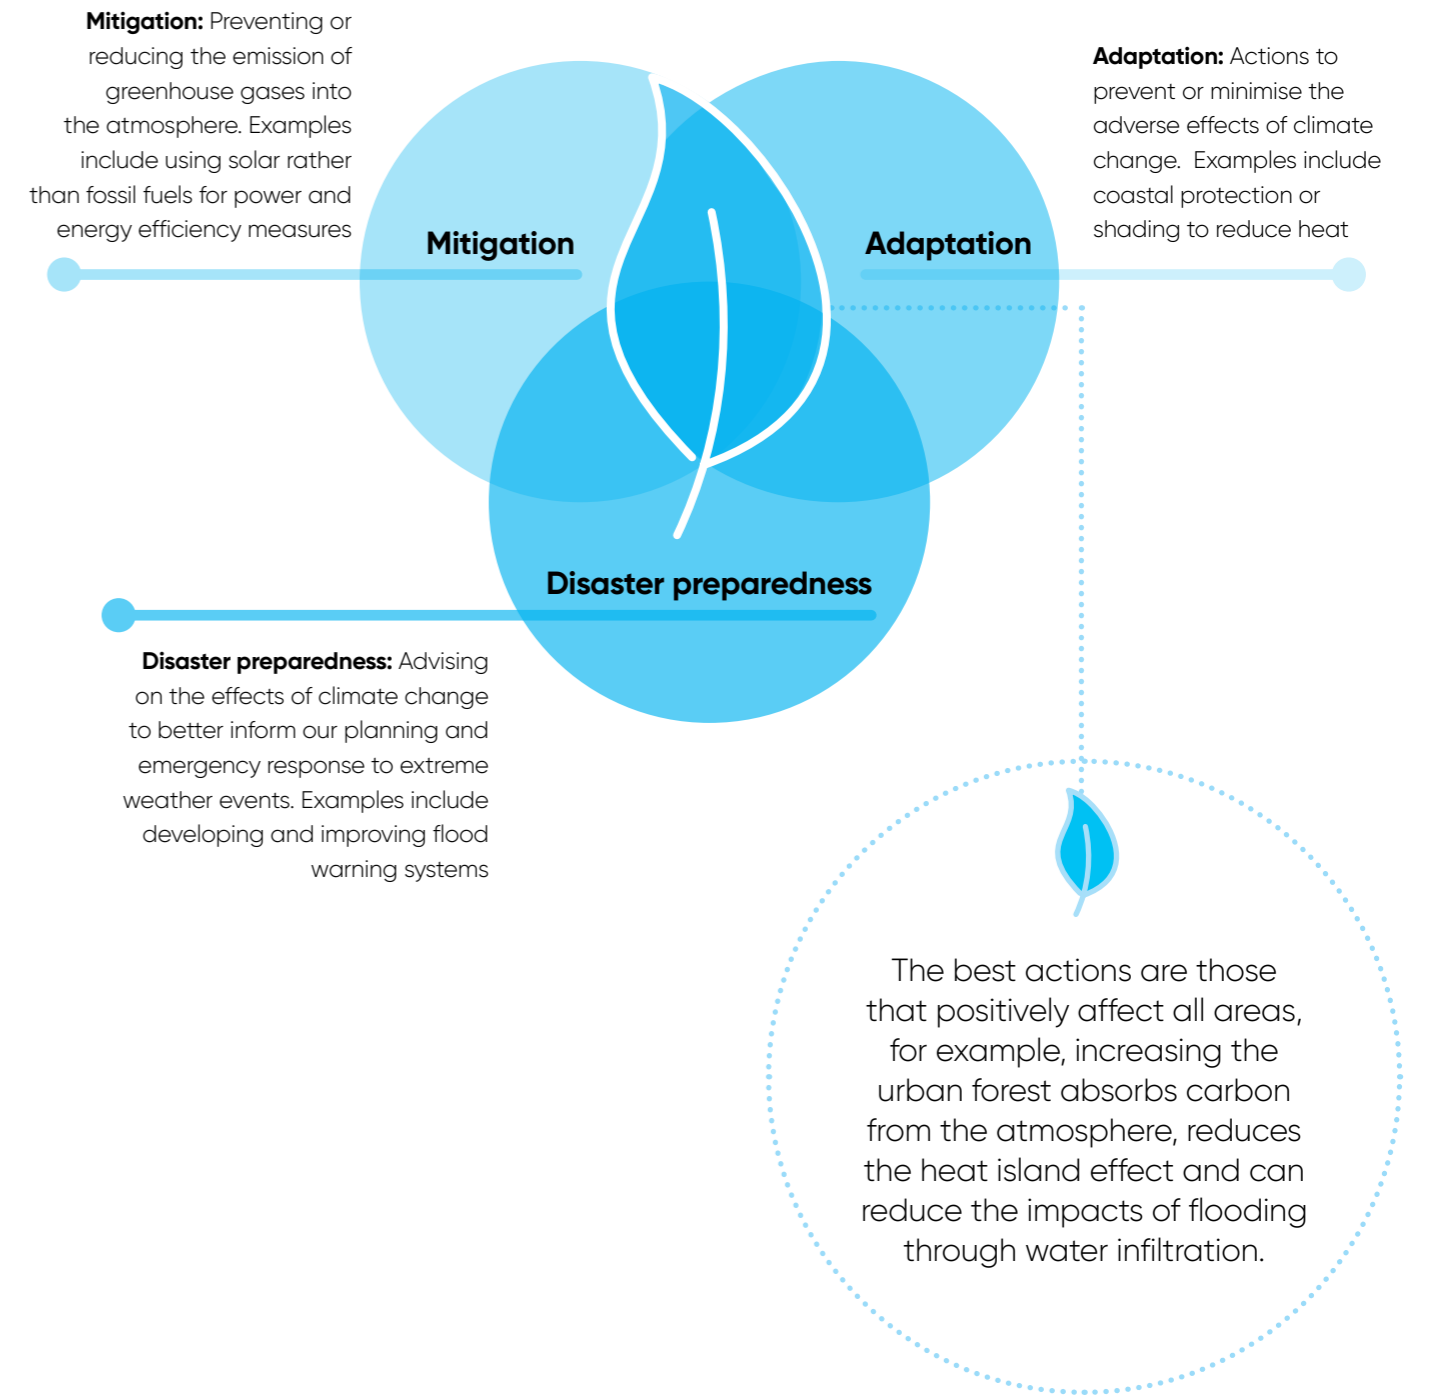 Mitigation: Preventing or
reducing the emission of
greenhouse gases into
the atmosphere. Examples
include using solar rather
than fossil fuels for power and
energy efficiency measures
Adaptation: Actions to
prevent or minimise the
adverse effects of climate
change.  Examples include
coastal protection or
shading to reduce heat
Mitigation
Adaptation
Disaster preparedness
Disaster preparedness: Advising
on the effects of climate change
to better inform our planning and
emergency response to extreme
weather events. Examples include
developing and improving flood
warning systems
The best actions are those
that positively affect all areas,
for example, increasing the
urban forest absorbs carbon
from the atmosphere, reduces
the heat island effect and can
reduce the impacts of flooding
through water infiltration.